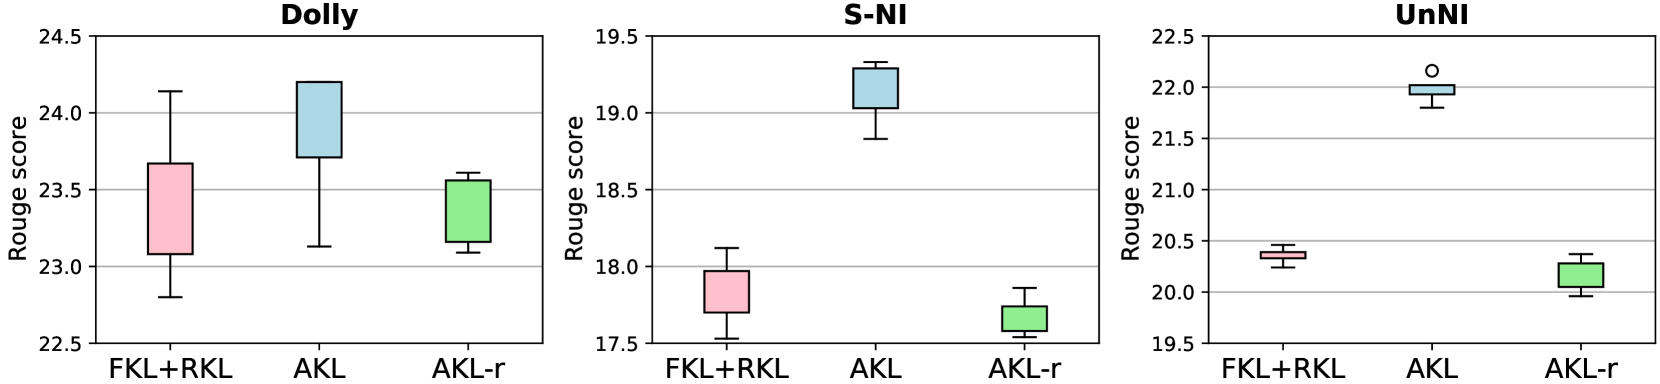 Dolly
Rouge score
24.5
24.0
23.5
23.0
22.5
FKL+RKL AKL AKL-r
S-NI
Rouge score
19.5
19.0
18.5
18.0
17.5
FKL+RKL AKL AKL-r
UnNI
Rouge score
22.5
22.0
21.5
21.0
20.5
20.0
19.5
FKL+RKL AKL AKL-r